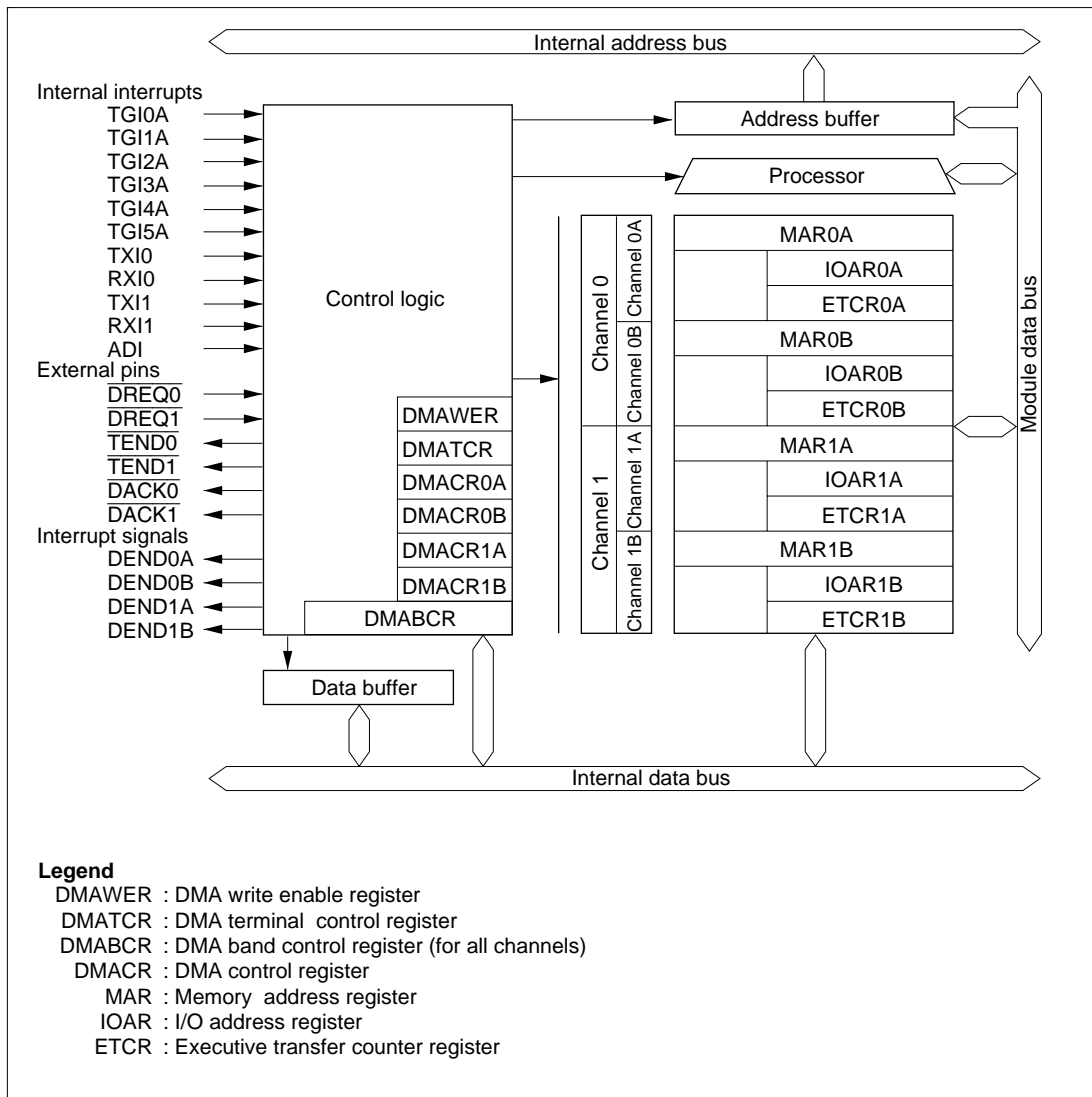 Internal address bus
Internal interrupts
TGI0A
TGI1A
TGI2A
TGI3A
TGI4A
TGI5A
TXI0
RXI0
TXI1
RXI1
ADI
External pins
DREQ0
DREQ1
TEND0
TEND1
DACK0
DACK1
Interrupt signals
DEND0A
DEND0B
DEND1A
DEND1B
Control logic
DMAWER
DMATCR
DMACR0A
DMACR0B
DMACR1A
DMACR1B
DMABCR
Data buffer
Address buffer
Processor
Channel 0
Channel 0A
Channel 0B
Channel 1
Channel 1A
Channel 1B
MAR0A
IOAR0A
ETCR0A
MAR0B
IOAR0B
ETCR0B
MAR1A
IOAR1A
ETCR1A
MAR1B
IOAR1B
ETCR1B
Module data bus
Internal data bus
Legend
DMAWER : DMA write enable register
DMATCR : DMA terminal control register
DMABCR : DMA band control register (for all channels)
DMACR : DMA control register
MAR : Memory address register
IOAR : I/O address register
ETCR : Executive transfer counter register